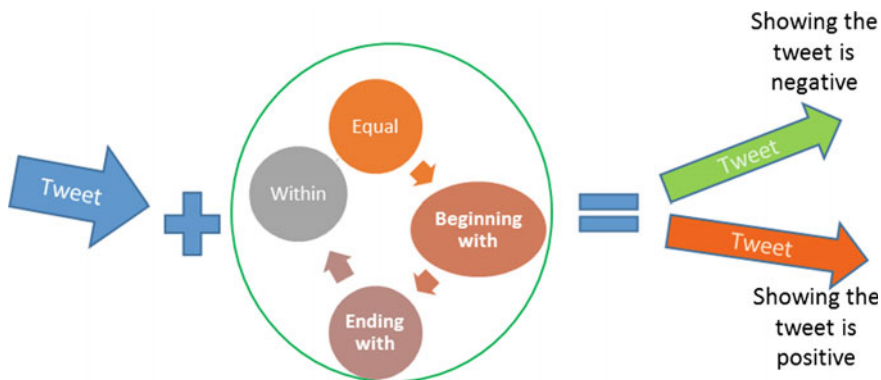 Tweet
Equal
Within
Beginning
with
Ending
with
Showing the
tweet is
negative
Tweet
Tweet
Showing the
tweet is
positive